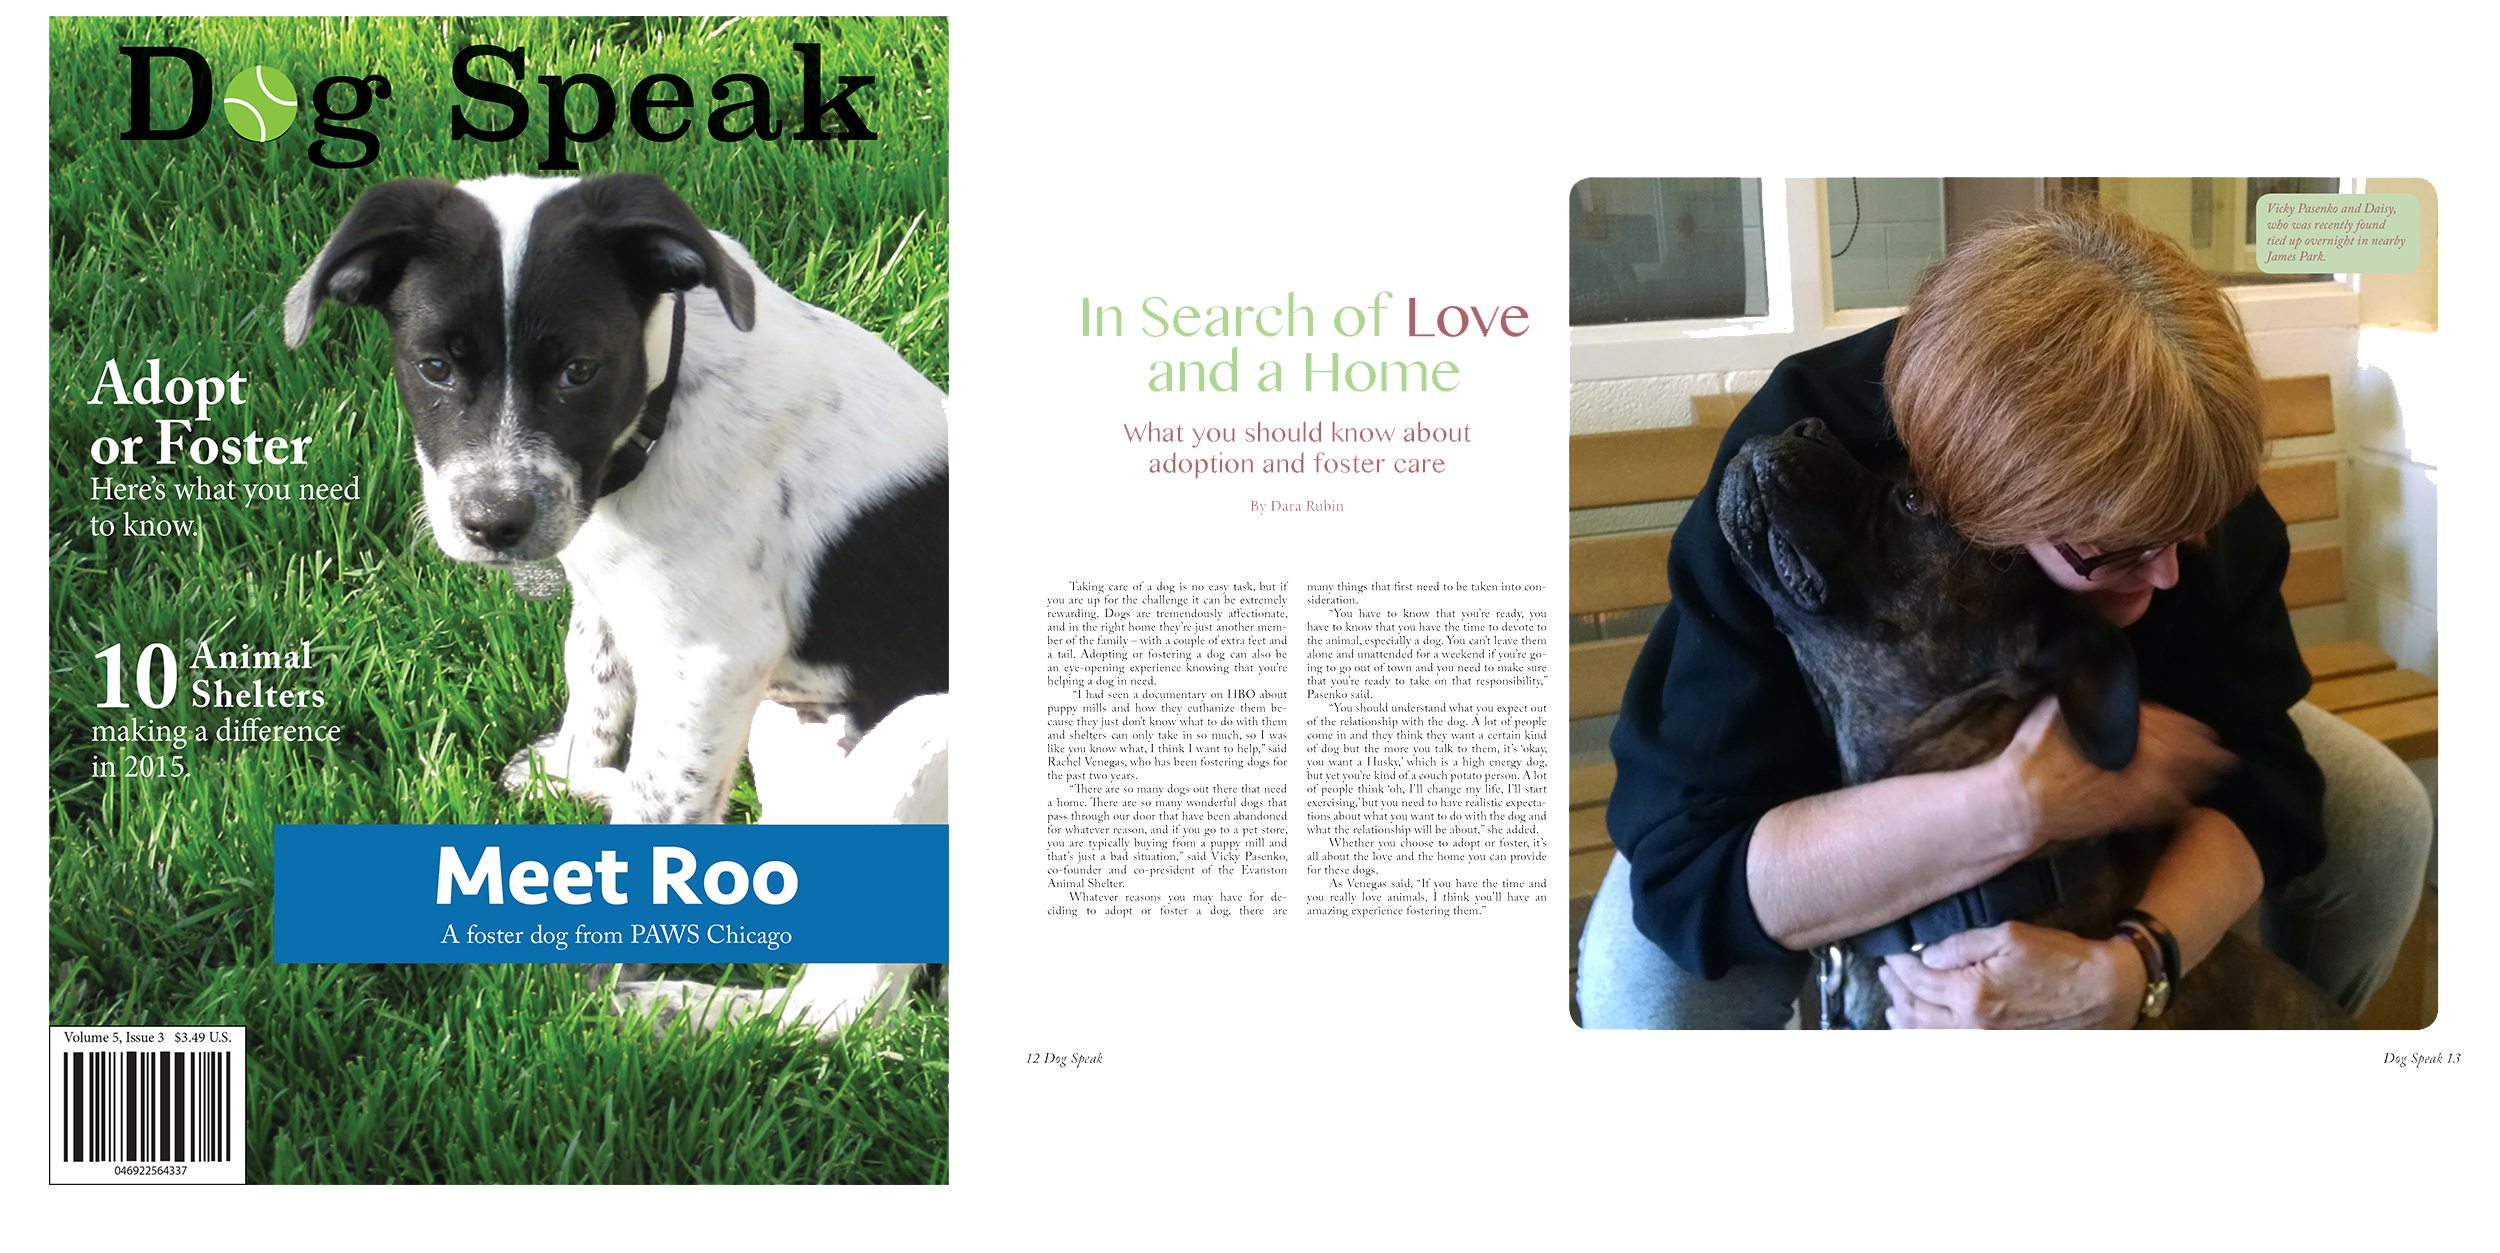 Dog Speak
Adopt
or Foster
Here's what you need
to know.
10 Animal
Shelters
making a difference
in 2015.
Meet Roo
A foster dog from PAWS Chicago
Volume 5, Issue 3 $3.49 U.S.
046922564337
In Search of Love
and a Home
What you should know about
adoption and foster care
By Dara Rubin
Taking care of a dog is no easy task, but if
you are up for the challenge it can be extremely
rewarding. Dogs are tremendously affectionate,
and in the right home they're just another mem-
ber of the family – with a couple of extra feet and
a tail. Adopting or fostering a dog can also be
an eye-opening experience knowing that you're
helping a dog in need.
"I had seen a documentary on HBO about
puppy mills and how they euthanize them be-
cause they just don't know what to do with them
and shelters can only take in so much, so I was
like you know what, I think I want to help," said
Rachel Venegas, who has been fostering dogs for
the past two years.
"There are so many dogs out there that need
a home. There are so many wonderful dogs that
pass through our door that have been abandoned
for whatever reason, and if you go to a pet store,
you are typically buying from a puppy mill and
that's just a bad situation," said Vicky Pasenko,
co-founder and co-president of the Evanston
Animal Shelter.
Whatever reasons you may have for de-
ciding to adopt or foster a dog, there are
many things that first need to be taken into con-
sideration.
"You have to know that you're ready, you
have to know that you have the time to devote to
the animal, especially a dog. You can't leave them
alone and unattended for a weekend if you're go-
ing to go out of town and you need to make sure
that you're ready to take on that responsibility,"
Pasenko said.
"You should understand what you expect out
of the relationship with the dog. A lot of people
come in and they think they want a certain kind
of dog but the more you talk to them, it's 'okay,
you want a Husky,' which is a high energy dog,
but yet you're kind of a couch potato person. A lot
of people think 'oh, I'll change my life, I'll start
exercising,' but you need to have realistic expecta-
tions about what you want to do with the dog and
what the relationship will be about," she added.
Whether you choose to adopt or foster, it's
all about the love and the home you can provide
for these dogs.
As Venegas said, "If you have the time and
you really love animals, I think you'll have an
amazing experience fostering them."
Vicky Pasenko and Daisy,
who was recently found
tied up overnight in nearby
James Park.
12 Dog Speak
Dog Speak 13